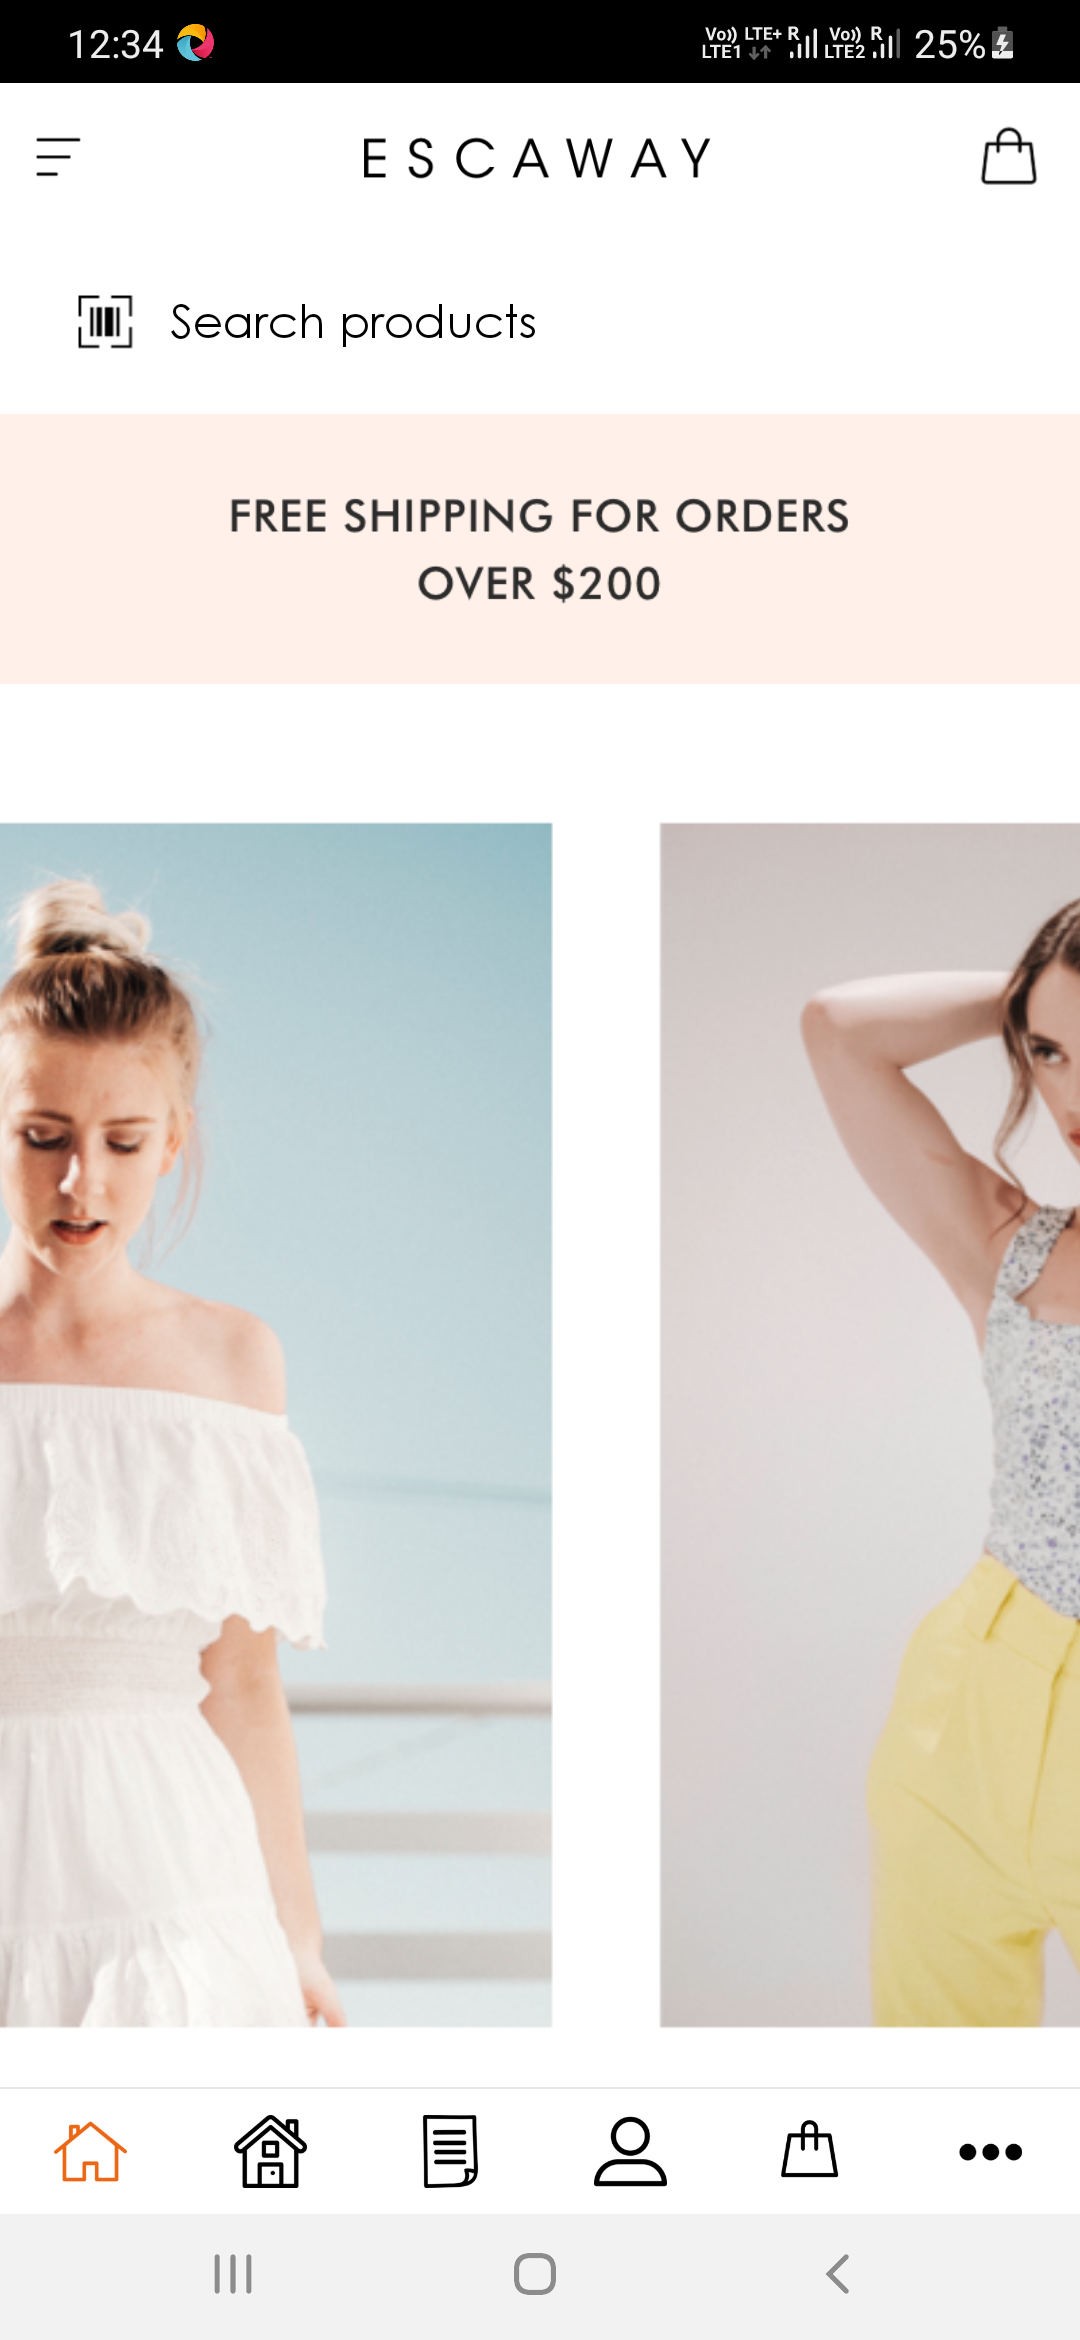 12:34
Vo)) LTE+ R Vo)) R 25%
LTE1 LTE2
ESCAWAY
Search products
FREE SHIPPING FOR ORDERS
OVER $200